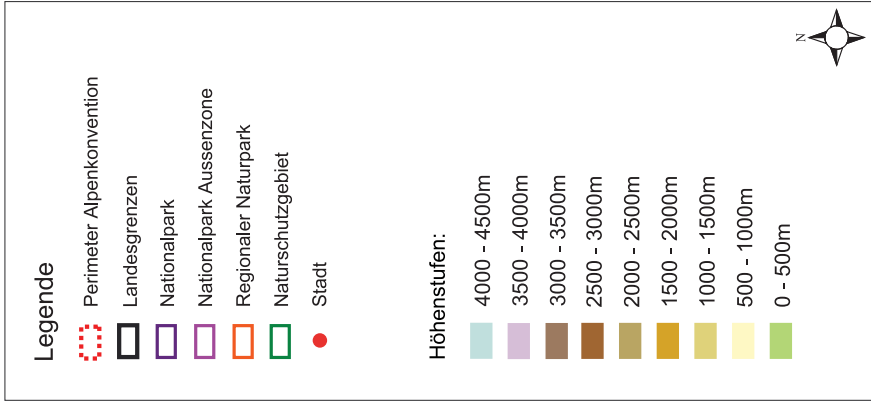 Legende
Perimeter Alpenkonvention
Landesgrenzen
Nationalpark
Nationalpark Aussenzone
Regionaler Naturpark
Naturschutzgebiet
Stadt
Höhenstufen:
4000 - 4500m
3500 - 4000m
3000 - 3500m
2500 - 3000m
2000 - 2500m
1500 - 2000m
1000 - 1500m
500 - 1000m
0 - 500m
N